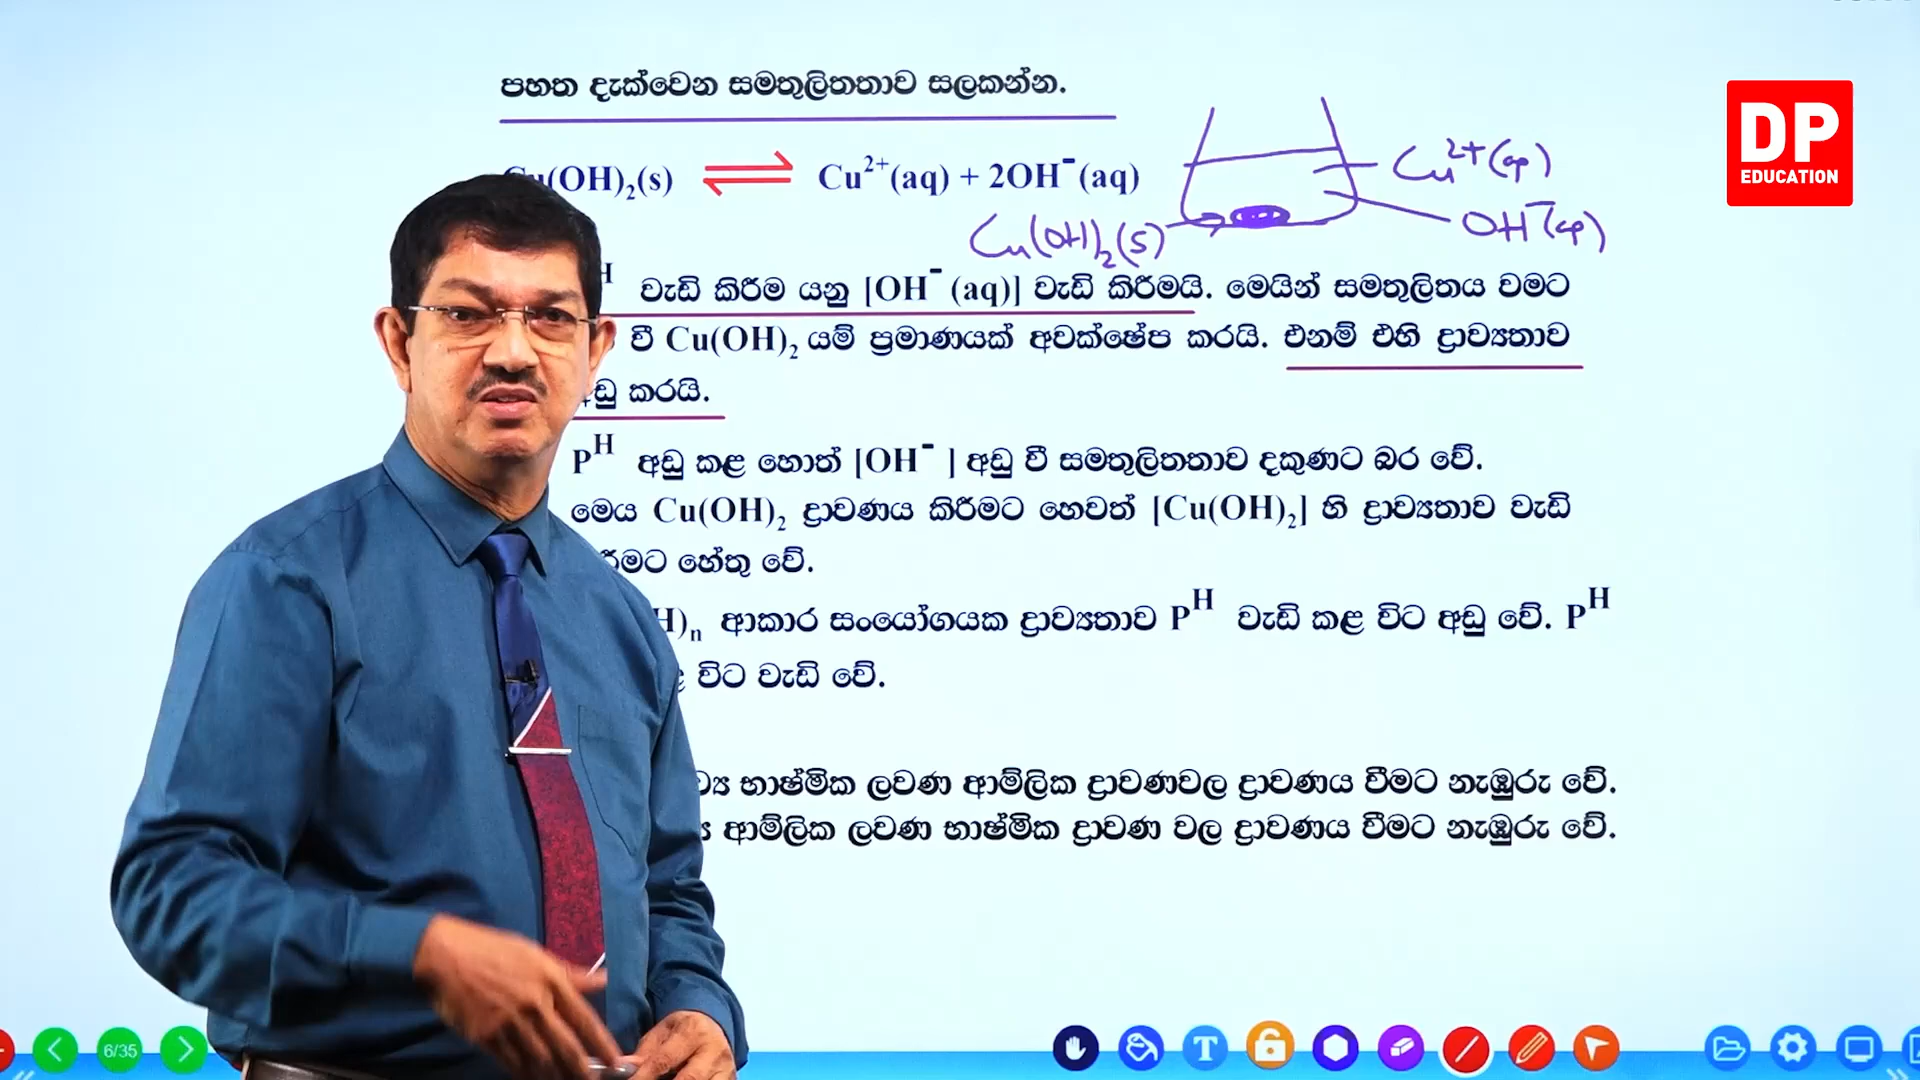 පහත දැක්වෙන සමතුලිතතාව සලකන්න.
Cu(OH)₂(s) ⇌ Cu²⁺(aq) + 2OH⁻(aq)
Cu²⁺(aq)
OH⁻(aq)
Cu(OH)₂(s)
H වැඩි කිරීම යනු [OH⁻ (aq)] වැඩි කිරීමයි. මෙයින් සමතුලිතය වමට
වී Cu(OH)₂ යම් ප්‍රමාණයක් අවක්ෂේප කරයි. එනම් එහි ද්‍රාව්‍යතාව
අඩු කරයි.
Pᴴ අඩු කළ හොත් [OH⁻ ] අඩු වී සමතුලිතතාව දකුණට බර වේ.
මෙය Cu(OH)₂ ද්‍රාවණය කිරීමට හෙවත් [Cu(OH)₂] හි ද්‍රාව්‍යතාව වැඩි
හේතු වේ.
H)ₙ ආකාර සංයෝගයක ද්‍රාව්‍යතාව Pᴴ වැඩි කළ විට අඩු වේ. Pᴴ
විට වැඩි වේ.
භාෂ්මික ලවණ ආම්ලික ද්‍රාවණවල ද්‍රාවණය වීමට නැඹුරු වේ.
ආම්ලික ලවණ භාෂ්මික ද්‍රාවණ වල ද්‍රාවණය වීමට නැඹුරු වේ.
DP
EDUCATION
6/35